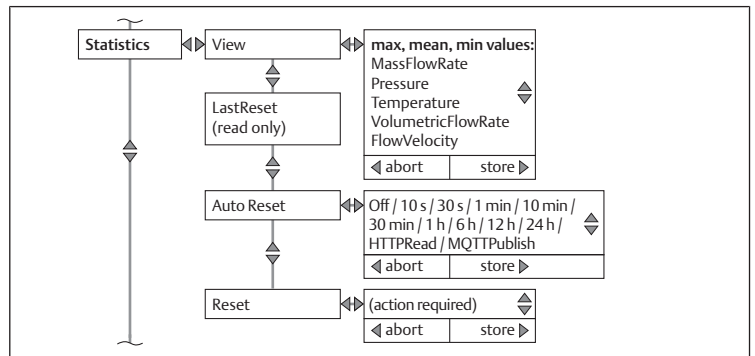 Statistics
View
max, mean, min values:
MassFlowRate
Pressure
Temperature
VolumetricFlowRate
FlowVelocity
abort store
LastReset
(read only)
Auto Reset
Off / 10 s / 30 s / 1 min / 10 min /
30 min / 1 h / 6 h / 12 h / 24 h /
HTTPRead / MQTTPublish
abort store
Reset
(action required)
abort store